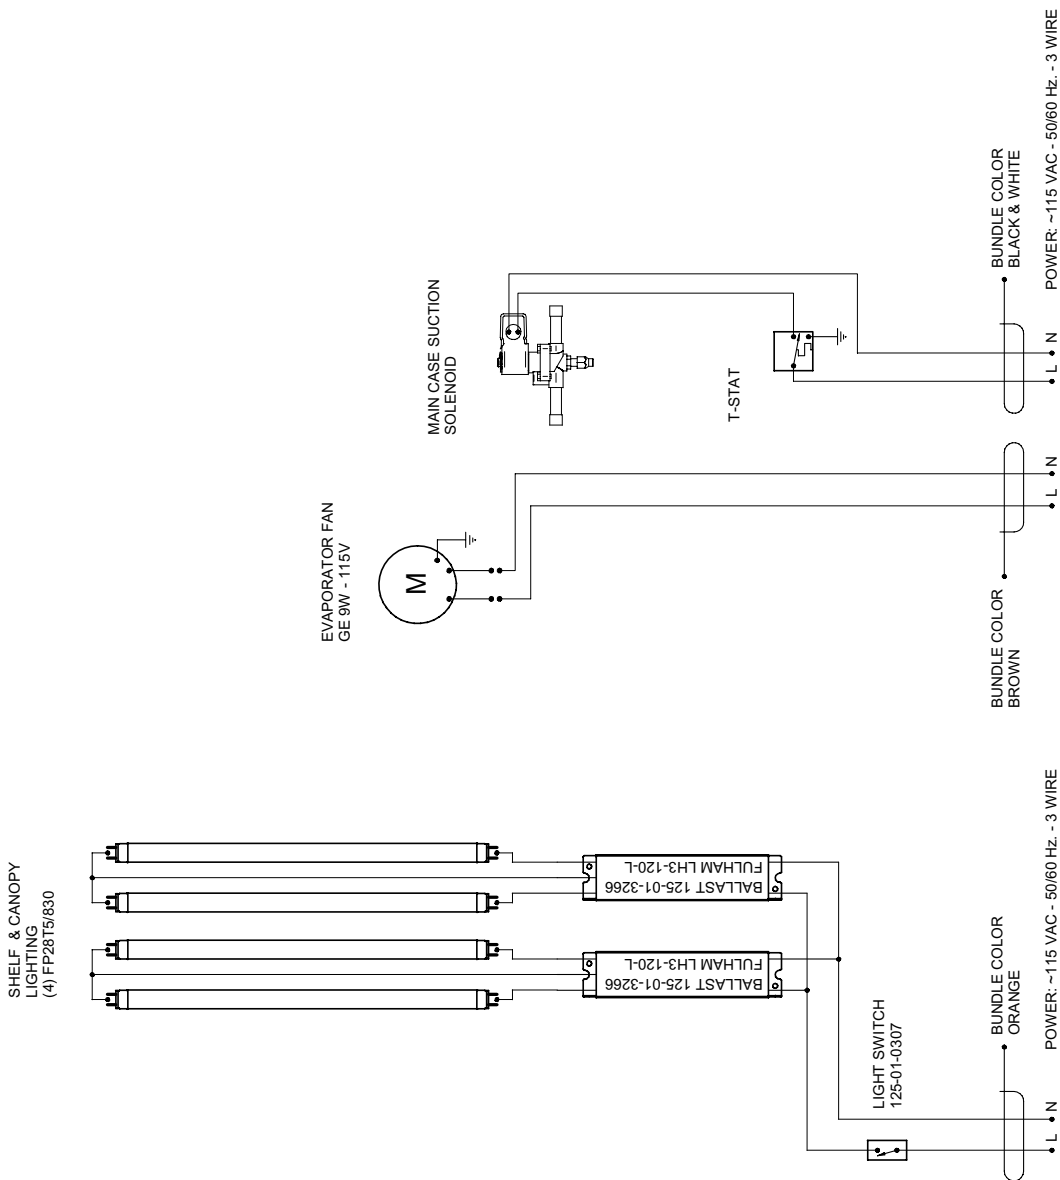 SHELF & CANOPY
LIGHTING
(4) FP28T5/830
BALLAST 125-01-3266
FULHAM LH3-120-L
BALLAST 125-01-3266
FULHAM LH3-120-L
LIGHT SWITCH
125-01-0307
BUNDLE COLOR
ORANGE
L N
POWER: ~115 VAC - 50/60 Hz. - 3 WIRE
EVAPORATOR FAN
GE 9W - 115V
M
BUNDLE COLOR
BROWN
L N
MAIN CASE SUCTION
SOLENOID
T-STAT
BUNDLE COLOR
BLACK & WHITE
L N
POWER: ~115 VAC - 50/60 Hz. - 3 WIRE